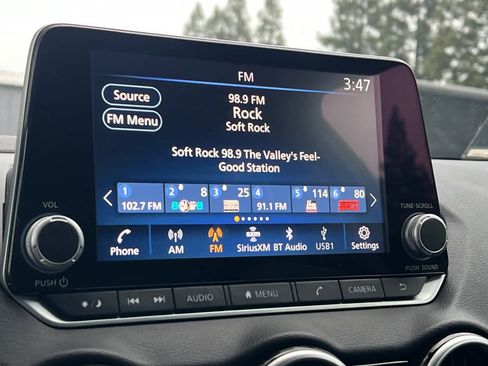 FM
3:47
Source
98.9 FM
FM Menu
Rock
Soft Rock
Soft Rock 98.9 The Valley's Feel-
Good Station
1 2 8 3 25 4 5 114 6 80
102.7 FM 91.1 FM
VOL
TUNE•SCROLL
Phone AM FM SiriusXM BT Audio USB1 Settings
PUSH
PUSH SOUND
AUDIO MENU CAMERA